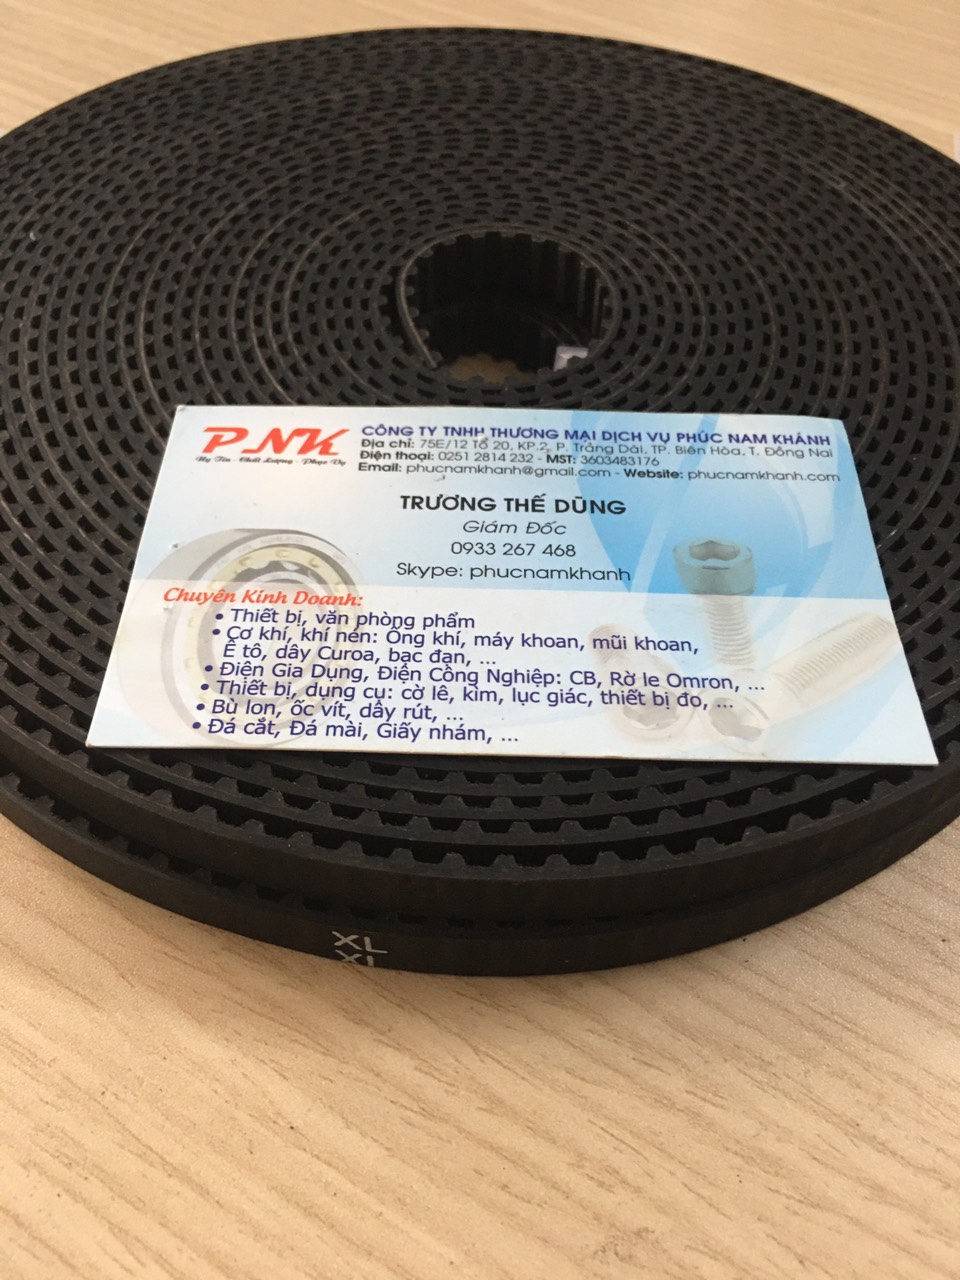 PNK
Uy Tín - Chất Lượng - Phục Vụ
CÔNG TY TNHH THƯƠNG MẠI DỊCH VỤ PHÚC NAM KHÁNH
Địa chỉ: 75E/12 Tổ 20, KP.2, P. Trảng Dài, TP. Biên Hòa, T. Đồng Nai
Điện thoại: 0251 2814 232 - MST: 3603483176
Email: phucnamkhanh@gmail.com - Website: phucnamkhanh.com
TRƯƠNG THẾ DŨNG
Giám Đốc
0933 267 468
Skype: phucnamkhanh
Chuyên Kinh Doanh:
• Thiết bị, văn phòng phẩm
• Cơ khí, khí nén: Ống khí, máy khoan, mũi khoan,
Ê tô, dây Curoa, bạc đạn, ...
• Điện Gia Dụng, Điện Công Nghiệp: CB, Rờ le Omron, ...
• Thiết bị, dụng cụ: cờ lê, kìm, lục giác, thiết bị đo, ...
• Bù lon, ốc vít, dây rút, ...
• Đá cắt, Đá mài, Giấy nhám, ...
XL
XL